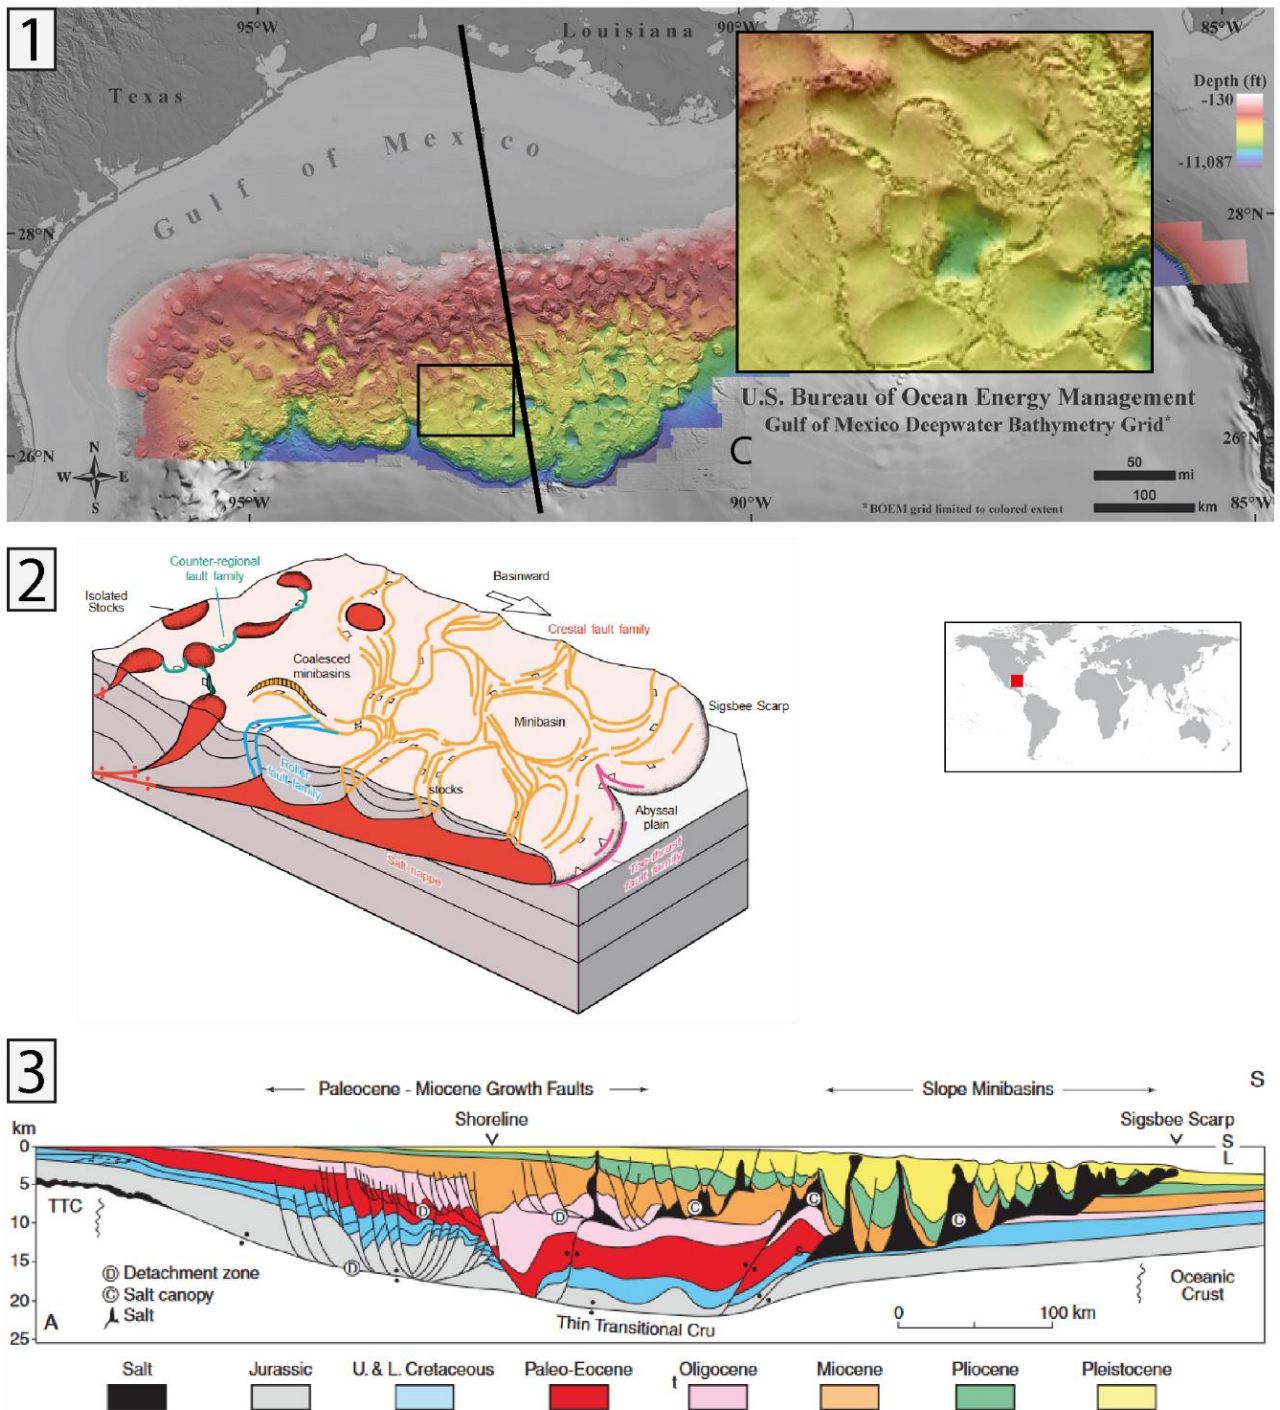 1
95°W
90°W
85°W
Louisiana
Texas
Gulf of Mexico
Depth (ft)
-130
-11,087
28°N
28°N
U.S. Bureau of Ocean Energy Management
Gulf of Mexico Deepwater Bathymetry Grid*
C
26°N
26°N
N
W E
S
50
mi
100
km
95°W
90°W
85°W
*BOEM grid limited to colored extent
2
Counter-regional
fault family
Isolated
Stocks
Basinward
Crestal fault family
Coalesced
minibasins
Minibasin
Sigsbee Scarp
Roller
fault family
stocks
Abyssal
plain
Salt nappe
Toe-thrust
fault family
3
Paleocene - Miocene Growth Faults
Slope Minibasins
S
Shoreline
Sigsbee Scarp
km
0
S
L
5
TTC
10
15
20
25
D
D
D
C
C
C
S
D Detachment zone
C Salt canopy
Salt
A
Thin Transitional Cru
Oceanic
Crust
0 100 km
Salt
Jurassic
U. & L. Cretaceous
Paleo-Eocene
Oligocene
t
Miocene
Pliocene
Pleistocene